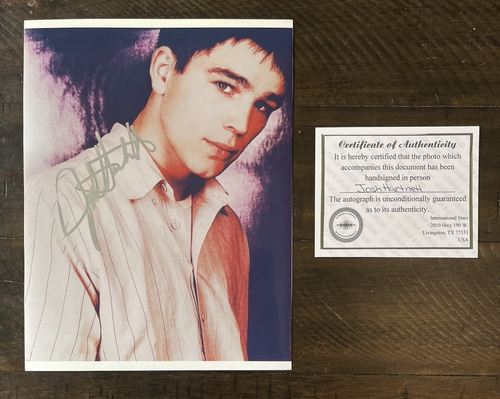 Certificate of Authenticity
It is hereby certified that the photo which
accompanies this document has been
handsigned in person
Josh Hartnett
The autograph is unconditionally guaranteed
as to its authenticity.
International Starz
2010 Hwy 190 W.
Livingston, TX 77351
USA